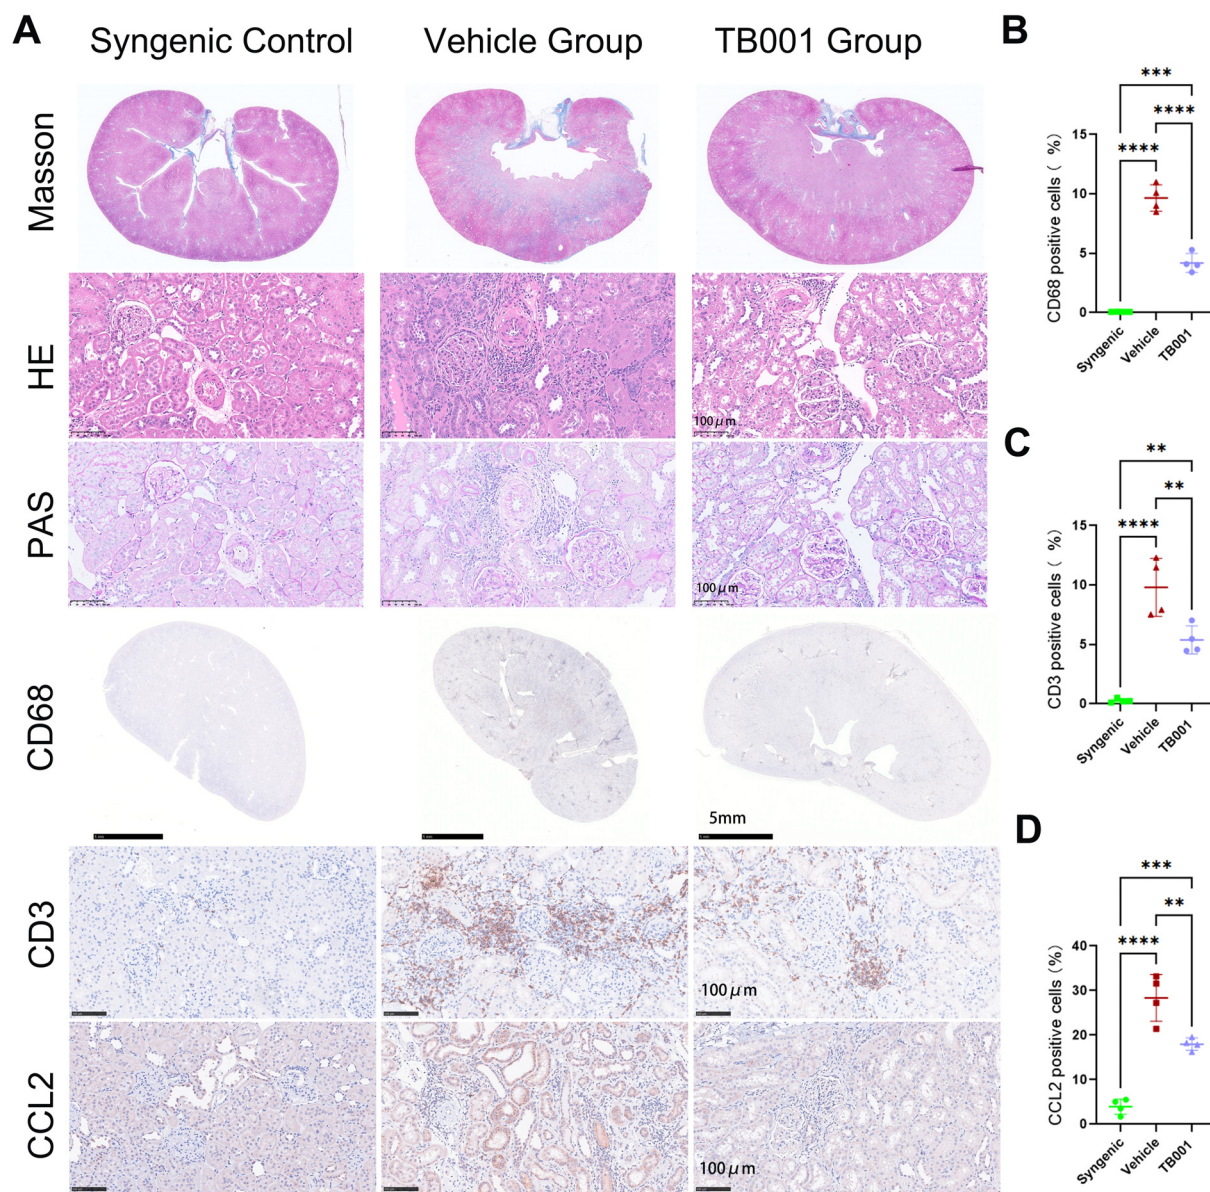 A
Syngenic Control
Vehicle Group
TB001 Group
Masson
HE
100μm
PAS
100μm
CD68
5mm
CD3
100μm
CCL2
100μm
B
***
****
****
CD68 positive cells（ %)
15
10
5
0
Syngenic
Vehicle
TB001
C
**
**
****
CD3 positive cells（ %)
15
10
5
0
Syngenic
Vehicle
TB001
D
***
**
****
CCL2 positive cells（%)
40
30
20
10
0
Syngenic
Vehicle
TB001